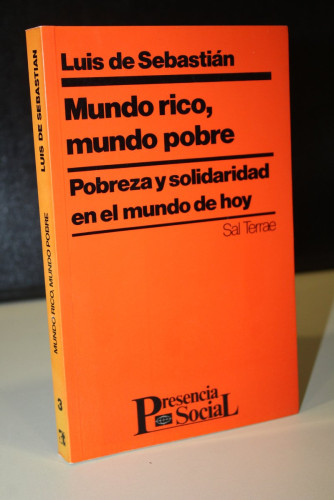 Luis de Sebastián
Mundo rico,
mundo pobre
Pobreza y solidaridad
en el mundo de hoy
Sal Terrae
Presencia
SociaL
LUIS DE SEBASTIAN
MUNDO RICO, MUNDO POBRE
3